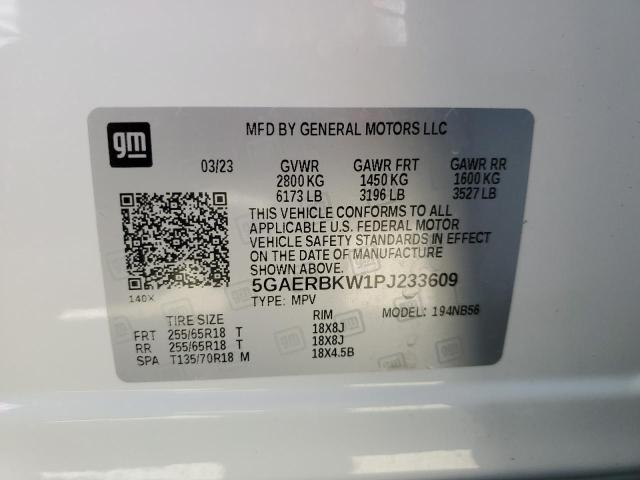 gm
MFD BY GENERAL MOTORS LLC
03/23 GVWR GAWR FRT GAWR RR
2800 KG 1450 KG 1600 KG
6173 LB 3196 LB 3527 LB
THIS VEHICLE CONFORMS TO ALL
APPLICABLE U.S. FEDERAL MOTOR
VEHICLE SAFETY STANDARDS IN EFFECT
ON THE DATE OF MANUFACTURE
SHOWN ABOVE.
5GAERBKW1PJ233609
140X
TYPE: MPV MODEL: 194NB56
TIRE SIZE RIM
FRT 255/65R18 T 18X8J
RR 255/65R18 T 18X8J
SPA T135/70R18 M 18X4.5B